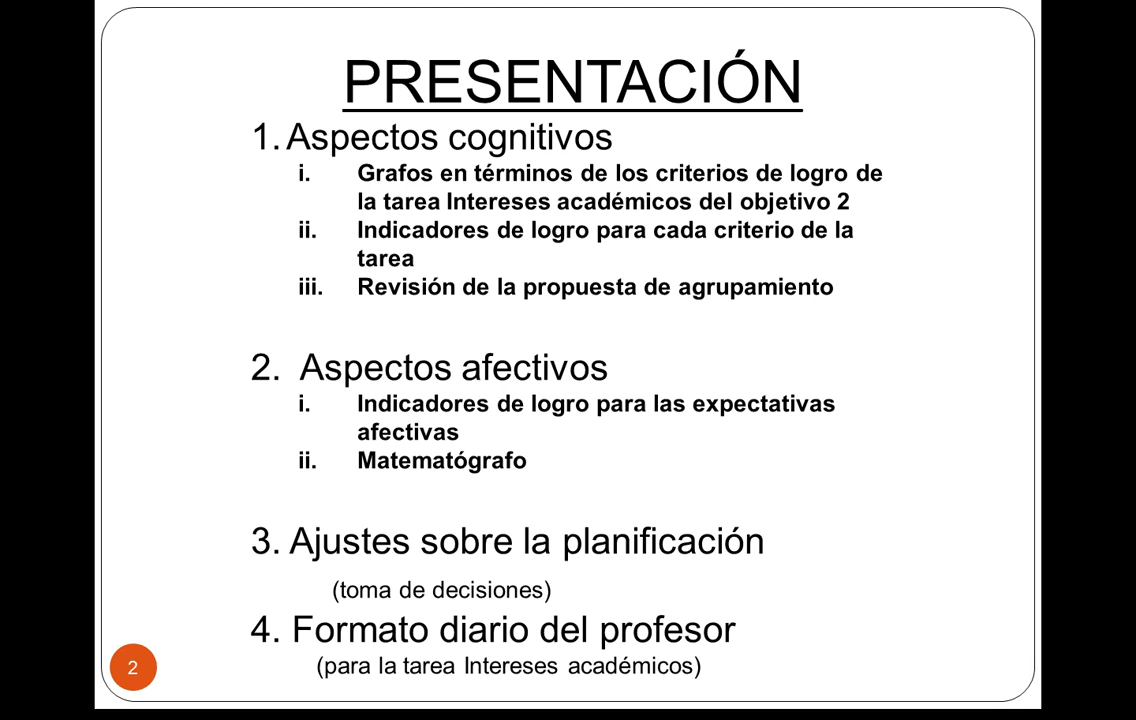 PRESENTACIÓN
1. Aspectos cognitivos
i. Grafos en términos de los criterios de logro de
la tarea Intereses académicos del objetivo 2
ii. Indicadores de logro para cada criterio de la
tarea
iii. Revisión de la propuesta de agrupamiento
2. Aspectos afectivos
i. Indicadores de logro para las expectativas
afectivas
ii. Matematógrafo
3. Ajustes sobre la planificación
(toma de decisiones)
4. Formato diario del profesor
(para la tarea Intereses académicos)
2